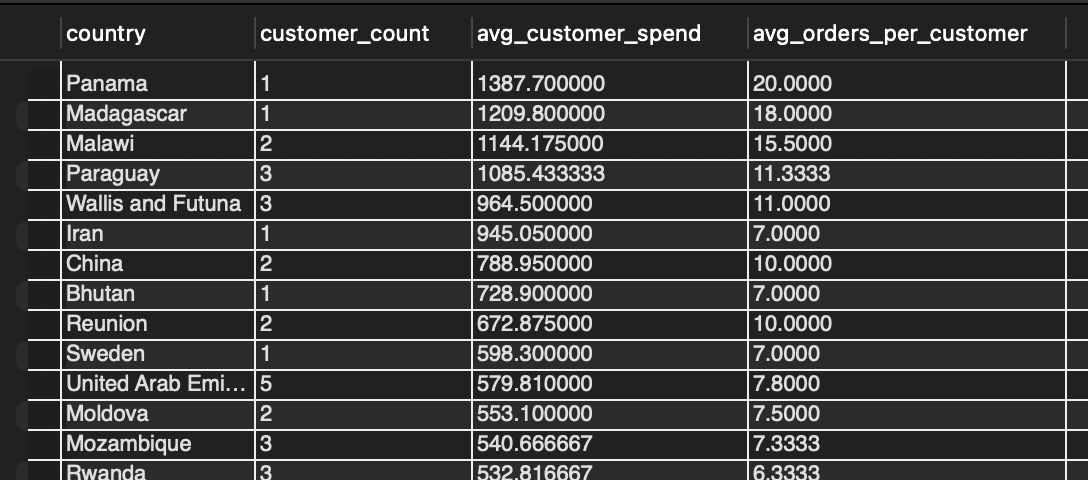 country customer_count avg_customer_spend avg_orders_per_customer
Panama 1 1387.700000 20.0000
Madagascar 1 1209.800000 18.0000
Malawi 2 1144.175000 15.5000
Paraguay 3 1085.433333 11.3333
Wallis and Futuna 3 964.500000 11.0000
Iran 1 945.050000 7.0000
China 2 788.950000 10.0000
Bhutan 1 728.900000 7.0000
Reunion 2 672.875000 10.0000
Sweden 1 598.300000 7.0000
United Arab Emi... 5 579.810000 7.8000
Moldova 2 553.100000 7.5000
Mozambique 3 540.666667 7.3333
Rwanda 3 532.816667 6.3333